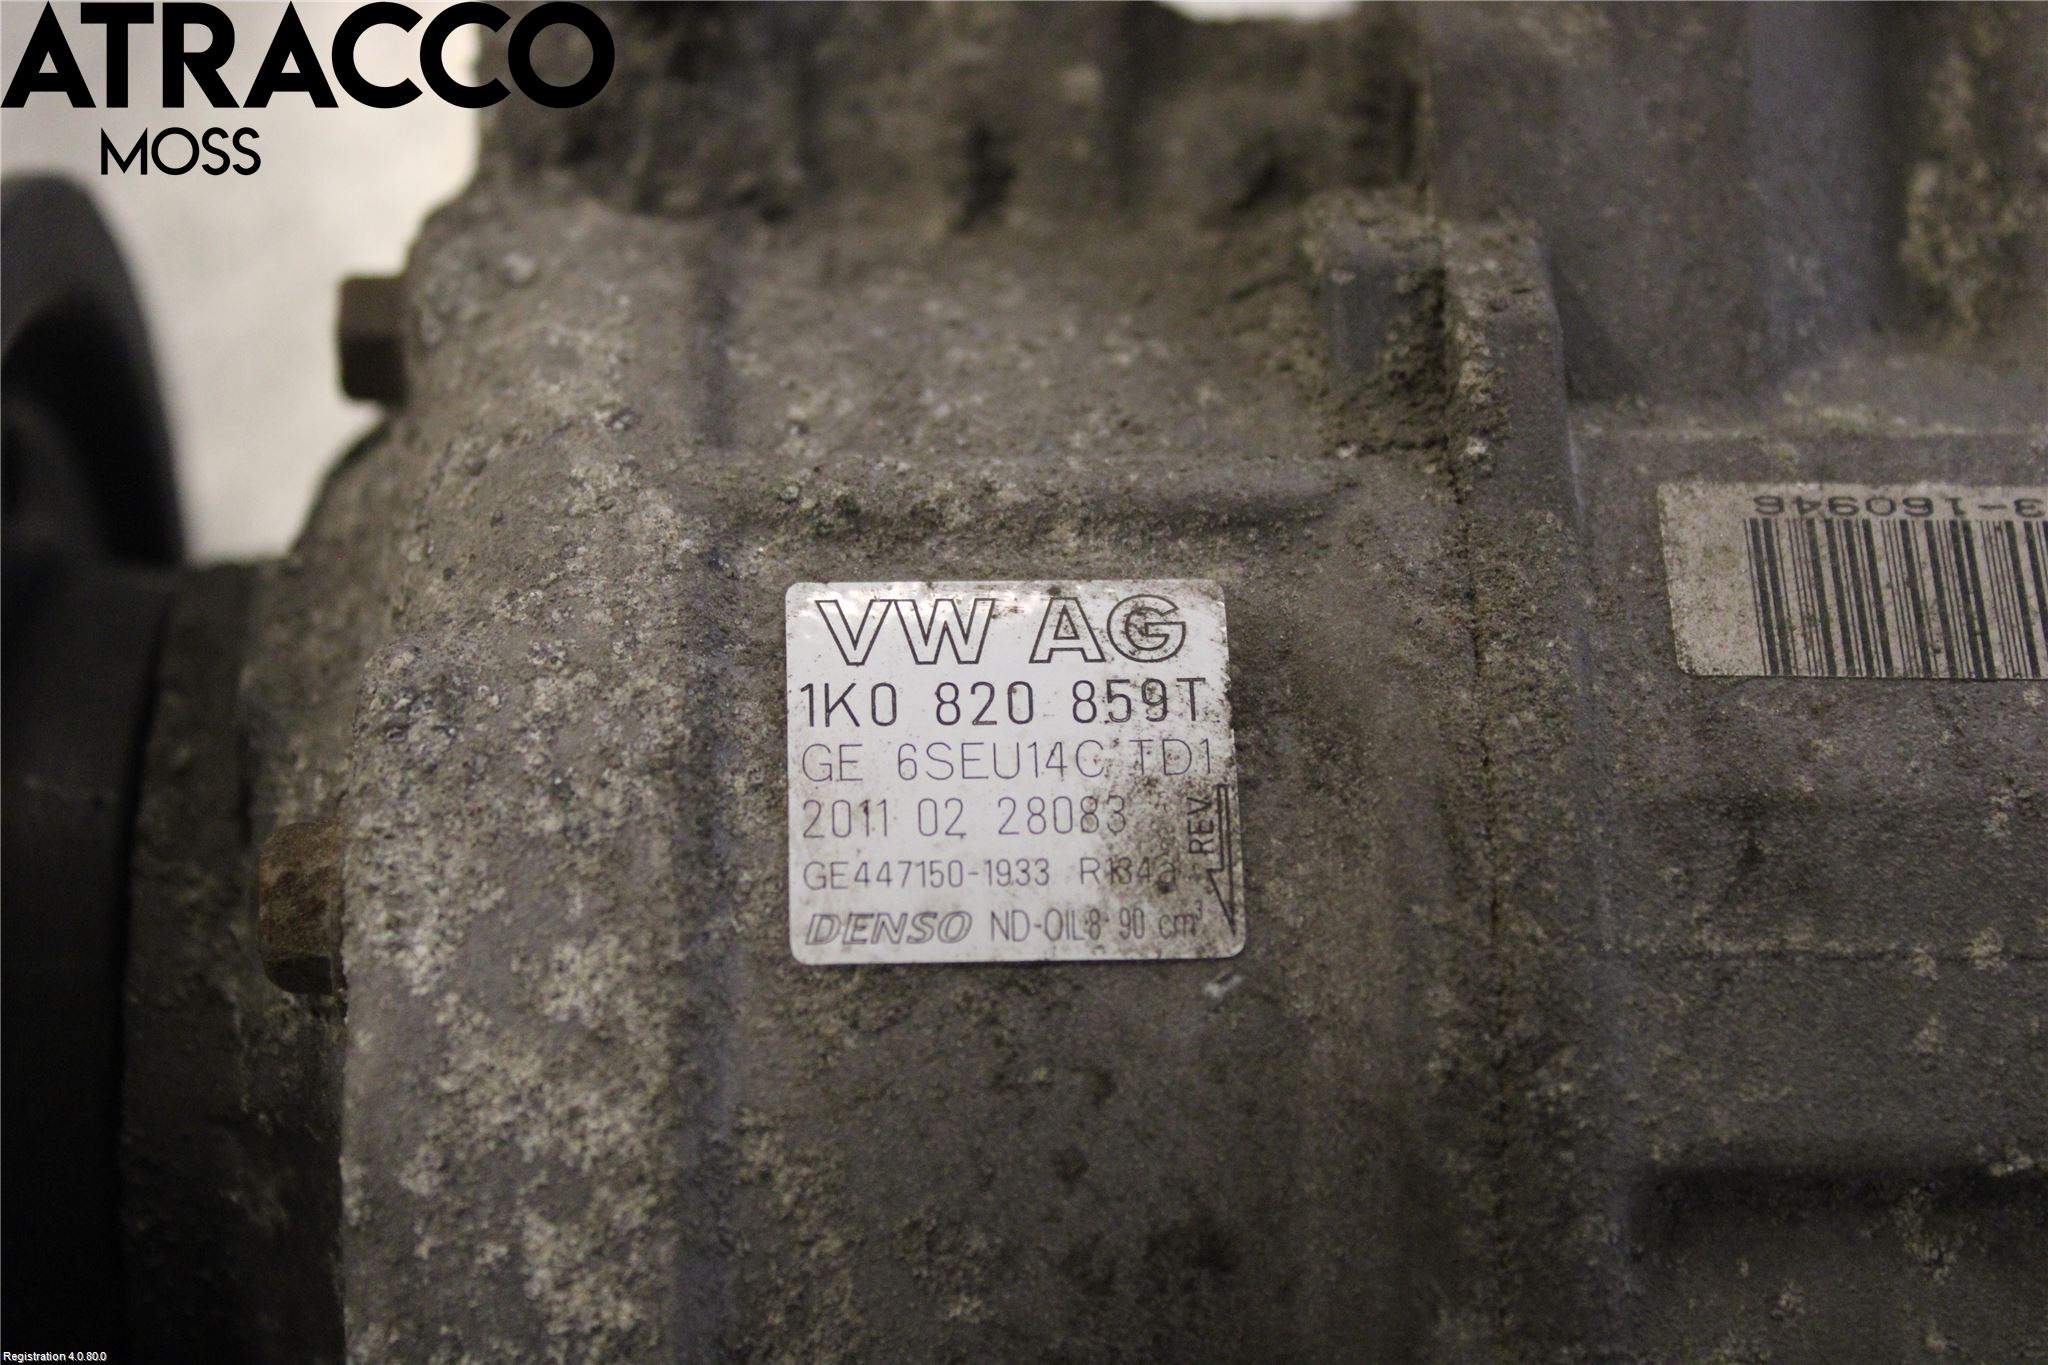 ATRACCO
MOSS
3-160946
VW AG
1K0 820 859T
GE 6SEU14C TD1
2011 02 28083
REV
GE447150-1933 R134a
DENSO ND-OIL8 90 cm³
Registration 4.0.80.0